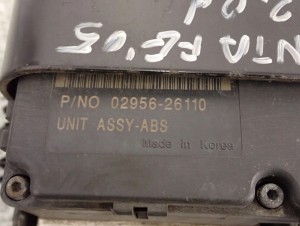 NTA FE'05
P/NO 02956-26110
UNIT ASSY-ABS
Made in Korea